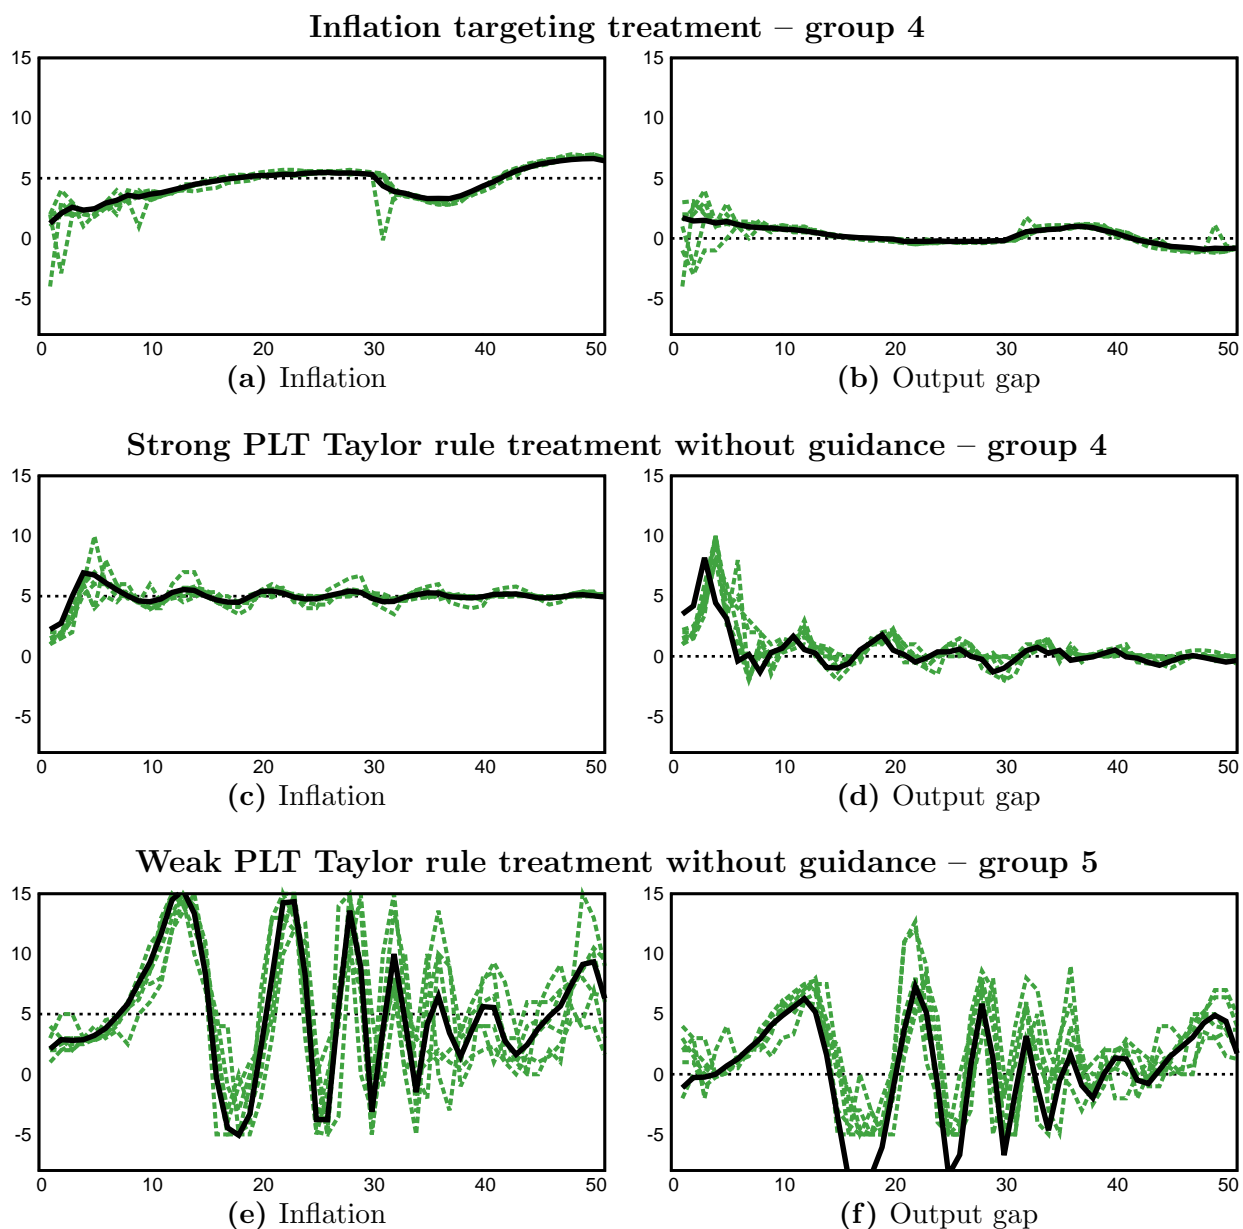 Inflation targeting treatment – group 4
15
10
5
0
-5
0 10 20 30 40 50
(a) Inflation
15
10
5
0
-5
0 10 20 30 40 50
(b) Output gap
Strong PLT Taylor rule treatment without guidance – group 4
15
10
5
0
-5
0 10 20 30 40 50
(c) Inflation
15
10
5
0
-5
0 10 20 30 40 50
(d) Output gap
Weak PLT Taylor rule treatment without guidance – group 5
15
10
5
0
-5
0 10 20 30 40 50
(e) Inflation
15
10
5
0
-5
0 10 20 30 40 50
(f) Output gap